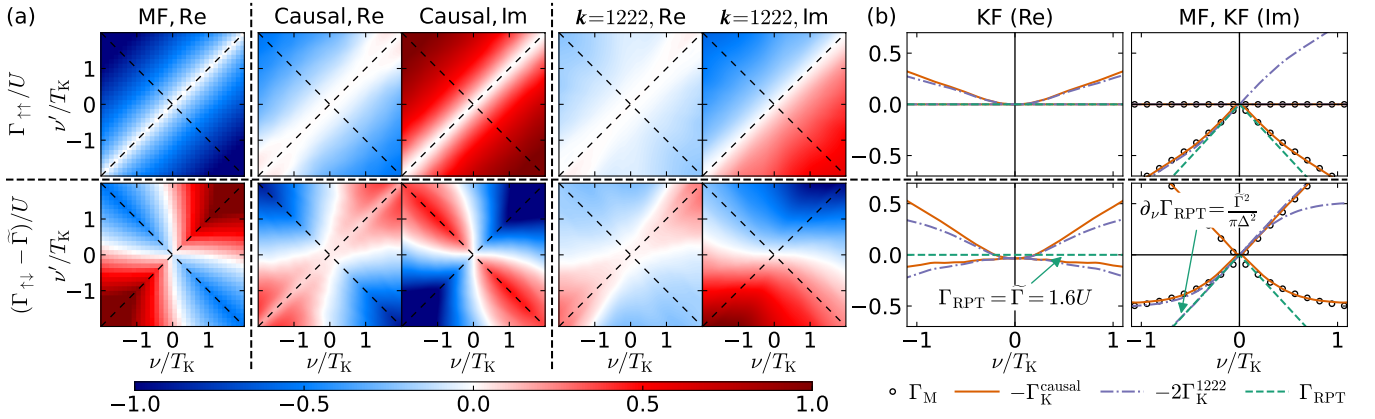 (a) MF, Re Causal, Re Causal, Im k=1222, Re k=1222, Im (b) KF (Re) MF, KF (Im)
Γ↑↑/U
ν′/T_K
1
0
−1
(Γ↑↓ − Γ̃)/U
ν′/T_K
1
0
−1
−1 0 1 −1 0 1 −1 0 1 −1 0 1 −1 0 1
ν/T_K ν/T_K ν/T_K ν/T_K ν/T_K
−1.0 −0.5 0.0 0.5 1.0
0.5
0.0
−0.5
0.5
0.0
−0.5
Γ_RPT = Γ̃ = 1.6U
∂_νΓ_RPT = Γ̃²/πΔ̃²
−1 0 1 −1 0 1
ν/T_K ν/T_K
Γ_M −Γ_K^causal −2Γ_K^1222 Γ_RPT